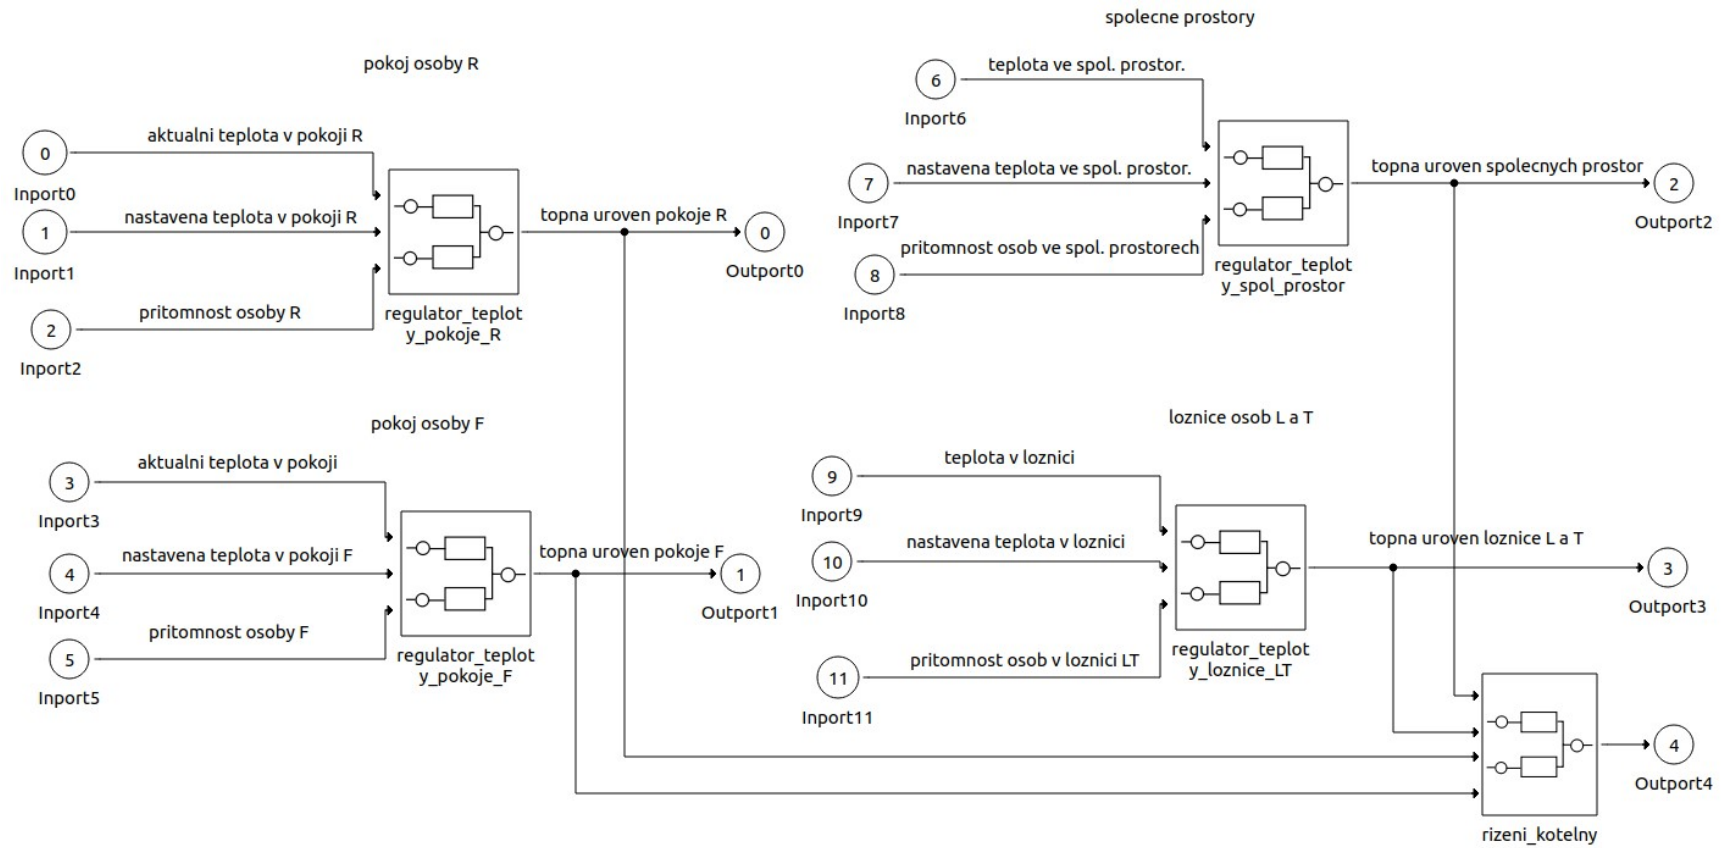 spolecne prostory
pokoj osoby R
6
teplota ve spol. prostor.
Inport6
0
aktualni teplota v pokoji R
Inport0
7
nastavena teplota ve spol. prostor.
Inport7
topna uroven spolecnych prostor
2
Outport2
1
nastavena teplota v pokoji R
Inport1
topna uroven pokoje R
0
Outport0
8
pritomnost osob ve spol. prostorech
Inport8
regulator_teplot
y_spol_prostor
2
pritomnost osoby R
Inport2
regulator_teplot
y_pokoje_R
pokoj osoby F
loznice osob L a T
3
aktualni teplota v pokoji
Inport3
9
teplota v loznici
Inport9
4
nastavena teplota v pokoji F
Inport4
topna uroven pokoje F
1
Outport1
10
nastavena teplota v loznici
Inport10
topna uroven loznice L a T
3
Outport3
5
pritomnost osoby F
Inport5
regulator_teplot
y_pokoje_F
11
pritomnost osob v loznici LT
Inport11
regulator_teplot
y_loznice_LT
4
Outport4
rizeni_kotelny